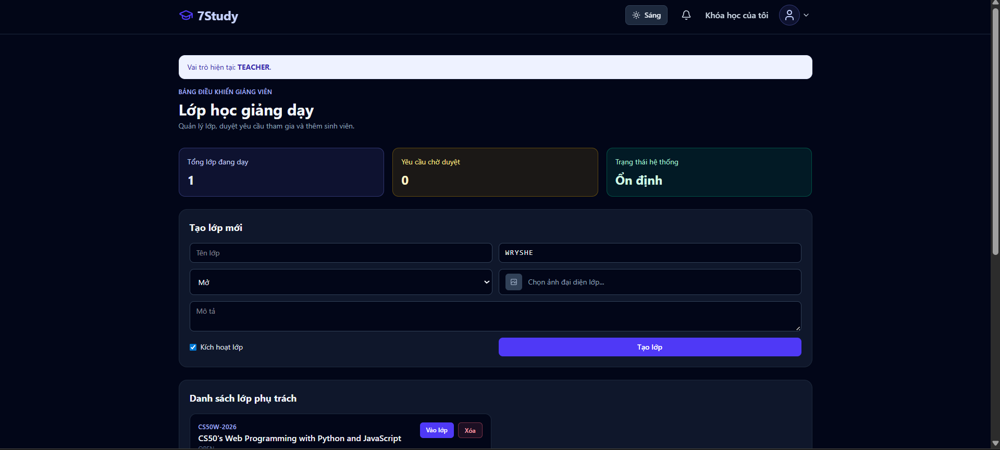 7Study
Sáng
Khóa học của tôi
Vai trò hiện tại: TEACHER.
BẢNG ĐIỀU KHIỂN GIẢNG VIÊN
Lớp học giảng dạy
Quản lý lớp, duyệt yêu cầu tham gia và thêm sinh viên.
Tổng lớp đang dạy
1
Yêu cầu chờ duyệt
0
Trạng thái hệ thống
Ổn định
Tạo lớp mới
Tên lớp
WRYSHE
Mở
Chọn ảnh đại diện lớp...
Mô tả
Kích hoạt lớp
Tạo lớp
Danh sách lớp phụ trách
CS50W-2026
CS50's Web Programming with Python and JavaScript
Vào lớp
Xóa
OPEN